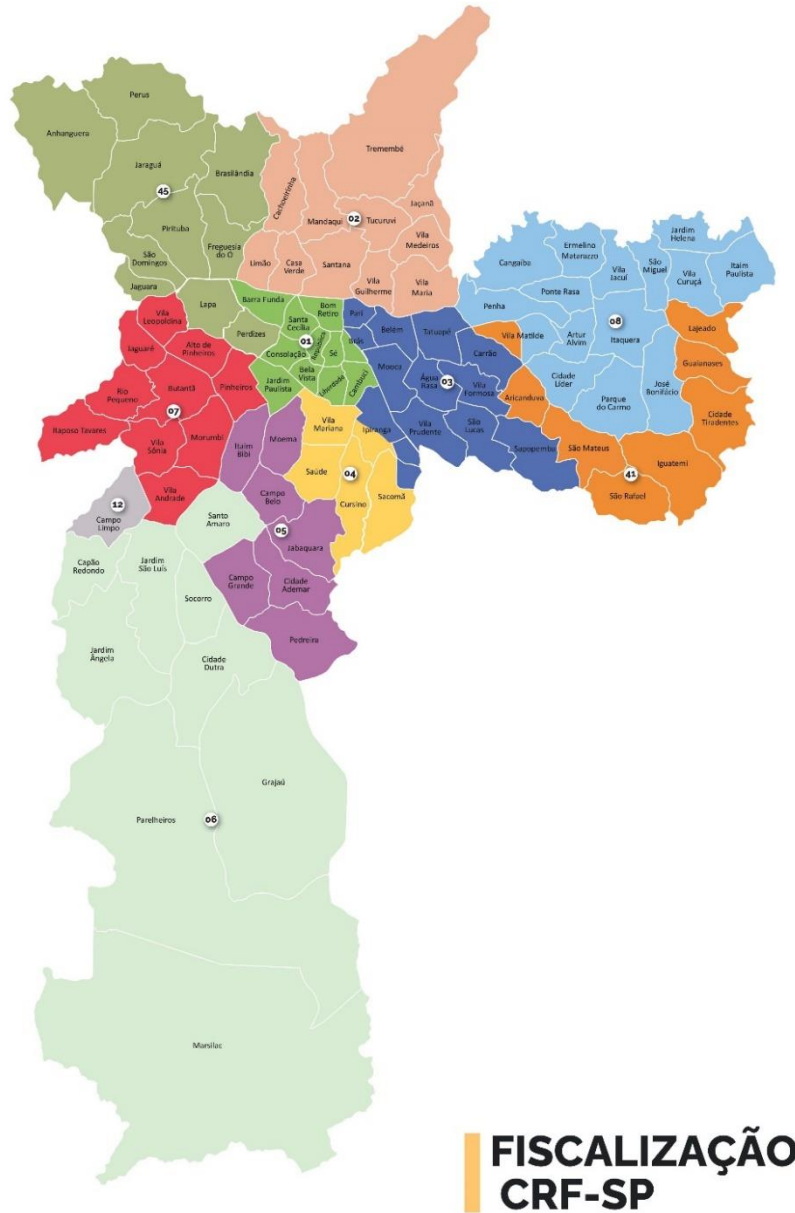 Perus
Anhanguera
Jaraguá
Brasilândia
45
Pirituba
Freguesia
do Ó
São
Domingos
Jaguara
Lapa
Perdizes
Tremembé
Cachoeirinha
Jaçanã
Mandaqui
02
Tucuruvi
Vila
Medeiros
Limão
Casa
Verde
Santana
Vila
Guilherme
Vila
Maria
Barra Funda
Bom
Retiro
Santa
Cecília
01
República
Consolação
Sé
Bela
Vista
Jardim
Paulista
Liberdade
Cambuci
Pari
Brás
Belém
Tatuapé
Carrão
Mooca
Água
Rasa
03
Vila
Formosa
Ipiranga
Vila
Prudente
São
Lucas
Sapopemba
Cangaíba
Ermelino
Matarazzo
Vila
Jacuí
São
Miguel
Jardim
Helena
Vila
Curuçá
Itaim
Paulista
Penha
Ponte Rasa
Artur
Alvim
08
Itaquera
Cidade
Líder
Parque
do Carmo
José
Bonifácio
Vila Matilde
Aricanduva
Lajeado
Guaianases
Cidade
Tiradentes
São Mateus
Iguatemi
41
São Rafael
Vila
Leopoldina
Jaguaré
Alto de
Pinheiros
Rio
Pequeno
Butantã
Pinheiros
07
Raposo Tavares
Vila
Sônia
Morumbi
Vila
Andrade
Itaim
Bibi
Moema
Campo
Belo
05
Jabaquara
Campo
Grande
Cidade
Ademar
Pedreira
Vila
Mariana
Saúde
04
Cursino
Sacomã
12
Campo
Limpo
Santo
Amaro
Capão
Redondo
Jardim
São Luis
Socorro
Jardim
Ângela
Cidade
Dutra
Grajaú
Parelheiros
06
Marsilac
FISCALIZAÇÃO
CRF-SP